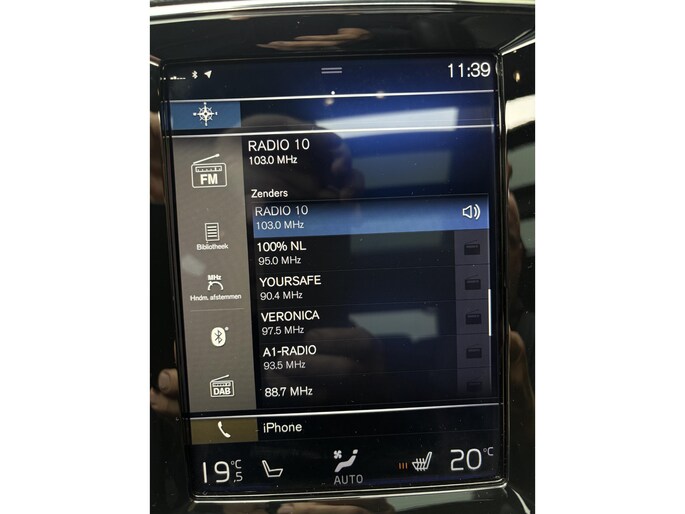 11:39
RADIO 10
103.0 MHz
FM
Zenders
RADIO 10
103.0 MHz
Bibliotheek
100% NL
95.0 MHz
MHz
Hndm. afstemmen
YOURSAFE
90.4 MHz
VERONICA
97.5 MHz
A1-RADIO
93.5 MHz
DAB
88.7 MHz
iPhone
19,5°C
AUTO
20°C